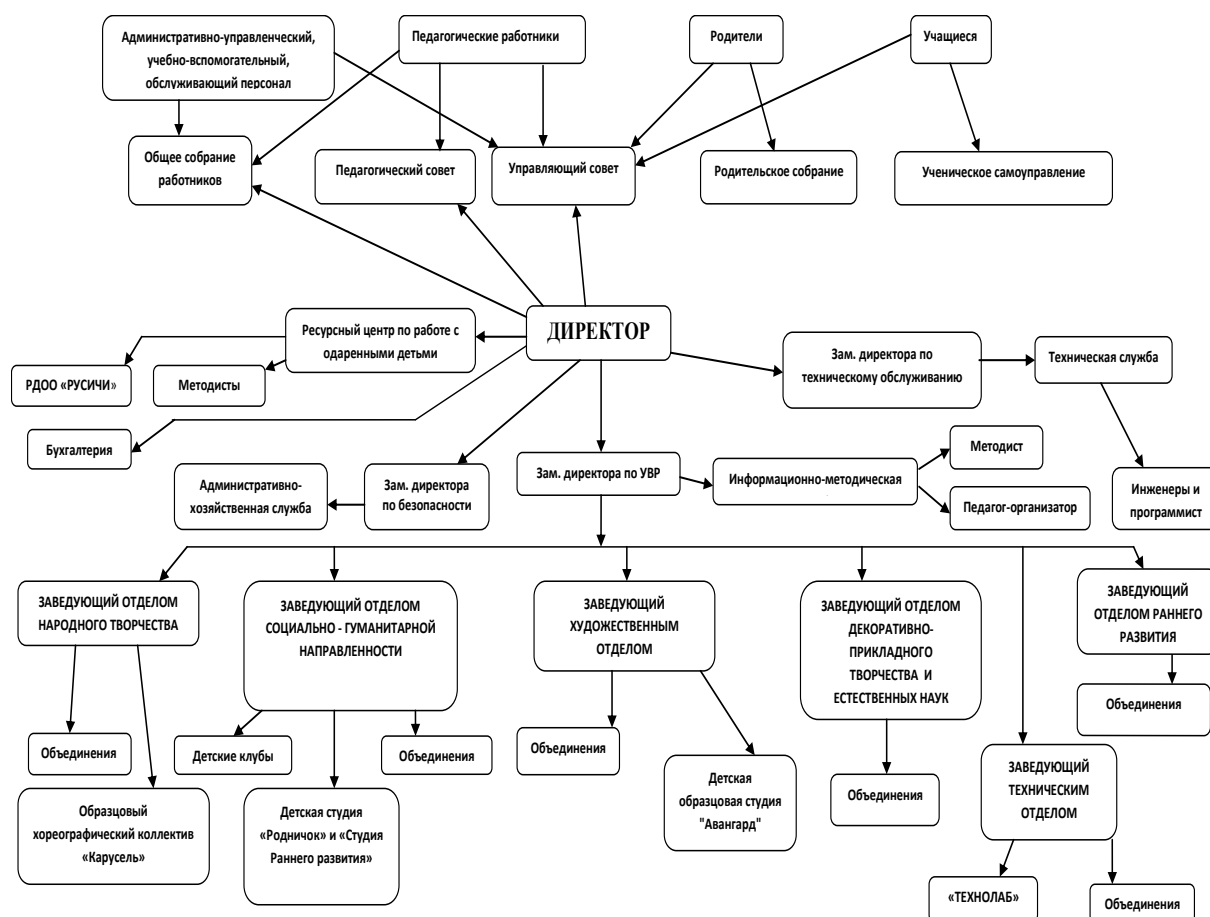 Административно-управленческий,
учебно-вспомогательный,
обслуживающий персонал
Педагогические работники
Родители
Учащиеся
Общее собрание
работников
Педагогический совет
Управляющий совет
Родительское собрание
Ученическое самоуправление
ДИРЕКТОР
Ресурсный центр по работе с
одаренными детьми
Зам. директора по
техническому обслуживанию
Техническая служба
РДОО «РУСИЧИ»
Методисты
Бухгалтерия
Методист
Зам. директора по УВР
Информационно-методическая
Административно-
хозяйственная служба
Зам. директора
по безопасности
Педагог-организатор
Инженеры и
программист
ЗАВЕДУЮЩИЙ ОТДЕЛОМ
НАРОДНОГО ТВОРЧЕСТВА
ЗАВЕДУЮЩИЙ ОТДЕЛОМ
СОЦИАЛЬНО - ГУМАНИТАРНОЙ
НАПРАВЛЕННОСТИ
ЗАВЕДУЮЩИЙ
ХУДОЖЕСТВЕННЫМ
ОТДЕЛОМ
ЗАВЕДУЮЩИЙ ОТДЕЛОМ
ДЕКОРАТИВНО-
ПРИКЛАДНОГО
ТВОРЧЕСТВА И
ЕСТЕСТВЕННЫХ НАУК
ЗАВЕДУЮЩИЙ
ОТДЕЛОМ РАННЕГО
РАЗВИТИЯ
Объединения
Детские клубы
Объединения
Объединения
Объединения
Образцовый
хореографический коллектив
«Карусель»
Детская студия
«Родничок» и «Студия
Раннего развития»
Детская
образцовая студия
"Авангард"
Объединения
ЗАВЕДУЮЩИЙ
ТЕХНИЧЕСКИМ
ОТДЕЛОМ
«ТЕХНОЛАБ»
Объединения